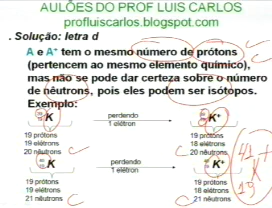 AULÕES DO PROF LUIS CARLOS
profluiscarlos.blogspot.com
. Solução: letra d
A e A⁺ tem o mesmo número de prótons
(pertencem ao mesmo elemento químico),
mas não se pode dar certeza sobre o número
de nêutrons, pois eles podem ser isótopos.
Exemplo:
K perdendo 1 elétron K⁺
19 prótons 19 prótons
19 elétrons 18 elétrons
20 nêutrons 20 nêutrons
K perdendo 1 elétron K⁺
19 prótons 19 prótons
19 elétrons 18 elétrons
21 nêutrons 21 nêutrons